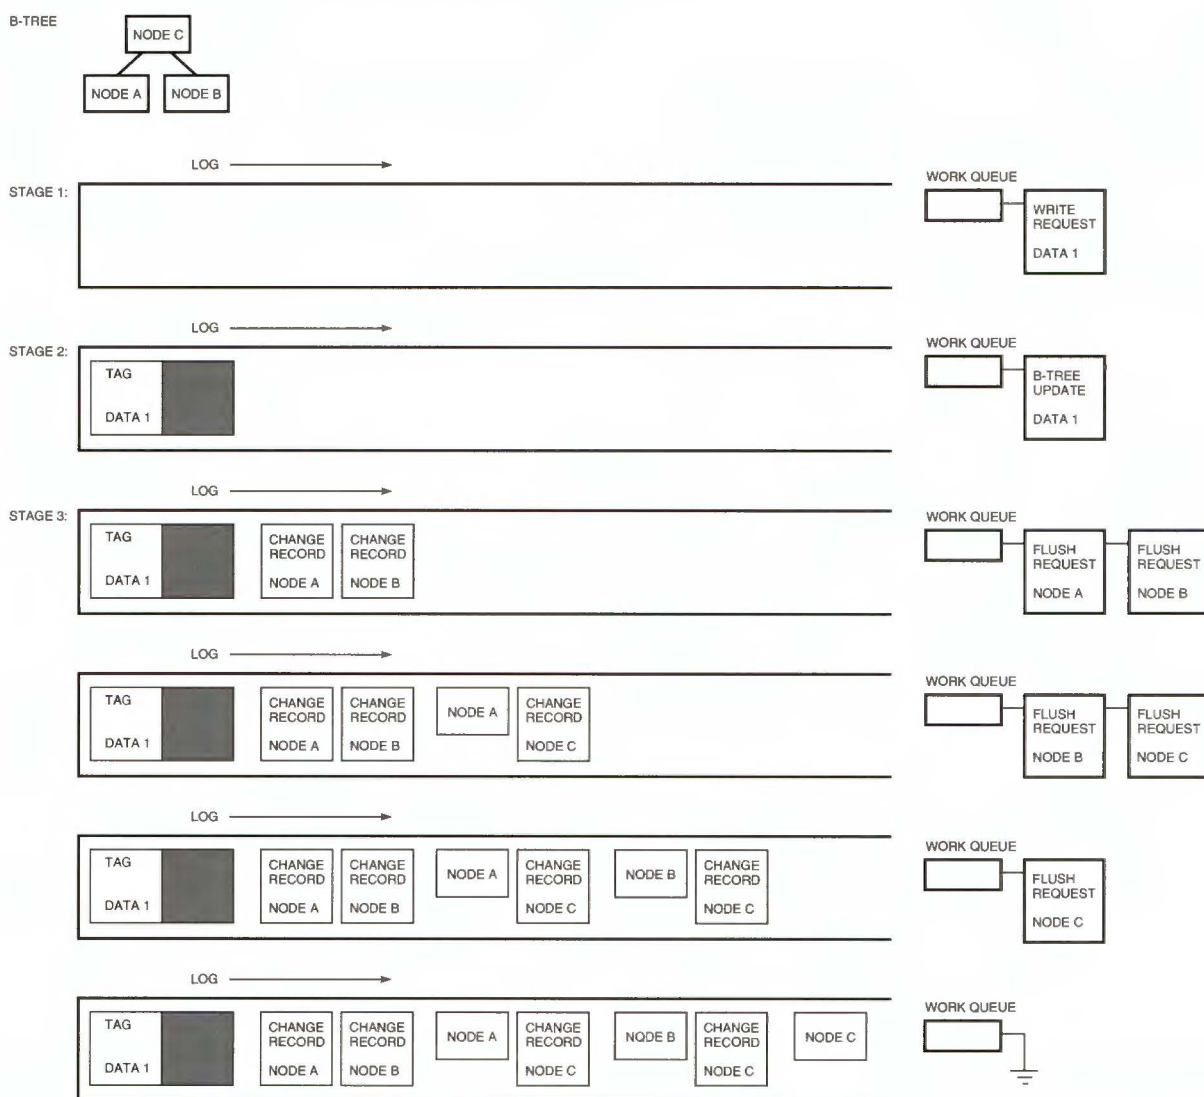 B-TREE
NODE C
NODE A
NODE B
LOG
STAGE 1:
WORK QUEUE
WRITE
REQUEST
DATA 1
LOG
STAGE 2:
TAG
DATA 1
WORK QUEUE
B-TREE
UPDATE
DATA 1
LOG
STAGE 3:
TAG
DATA 1
CHANGE
RECORD
NODE A
CHANGE
RECORD
NODE B
WORK QUEUE
FLUSH
REQUEST
NODE A
FLUSH
REQUEST
NODE B
LOG
TAG
DATA 1
CHANGE
RECORD
NODE A
CHANGE
RECORD
NODE B
NODE A
CHANGE
RECORD
NODE C
WORK QUEUE
FLUSH
REQUEST
NODE B
FLUSH
REQUEST
NODE C
LOG
TAG
DATA 1
CHANGE
RECORD
NODE A
CHANGE
RECORD
NODE B
NODE A
CHANGE
RECORD
NODE C
NODE B
CHANGE
RECORD
NODE C
WORK QUEUE
FLUSH
REQUEST
NODE C
LOG
TAG
DATA 1
CHANGE
RECORD
NODE A
CHANGE
RECORD
NODE B
NODE A
CHANGE
RECORD
NODE C
NODE B
CHANGE
RECORD
NODE C
NODE C
WORK QUEUE